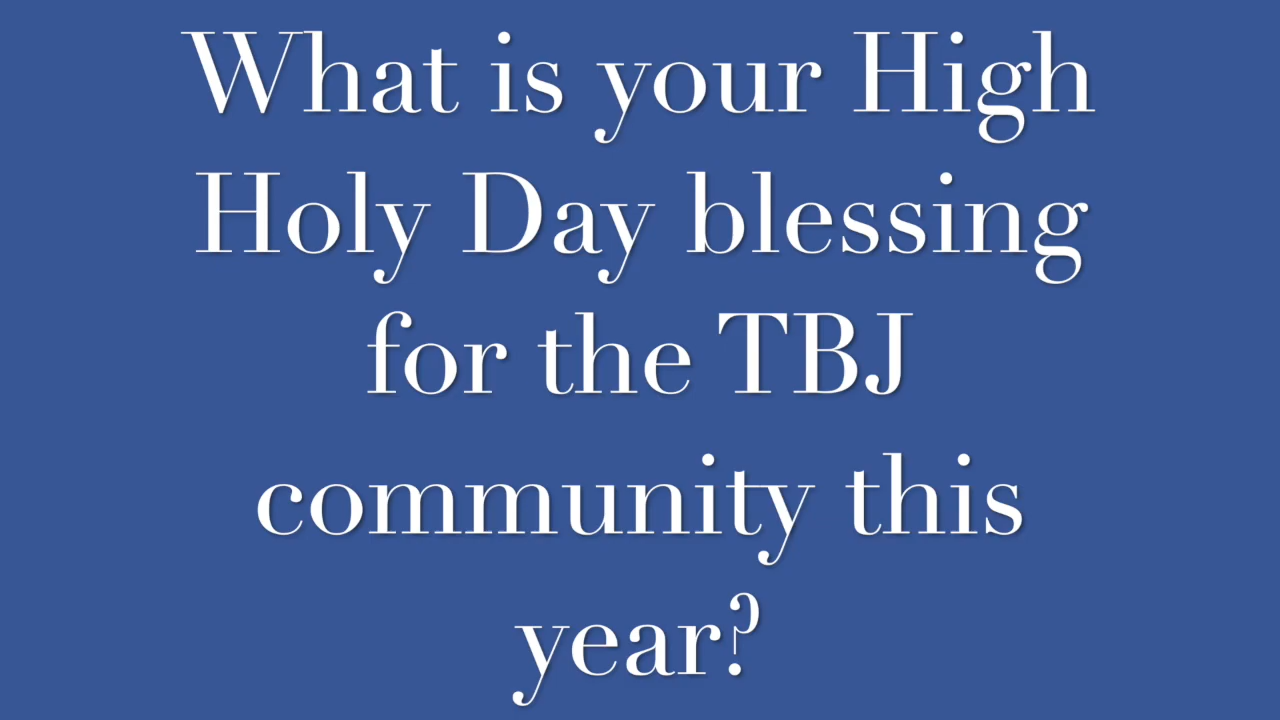 What is your High
Holy Day blessing
for the TBJ
community this
year?